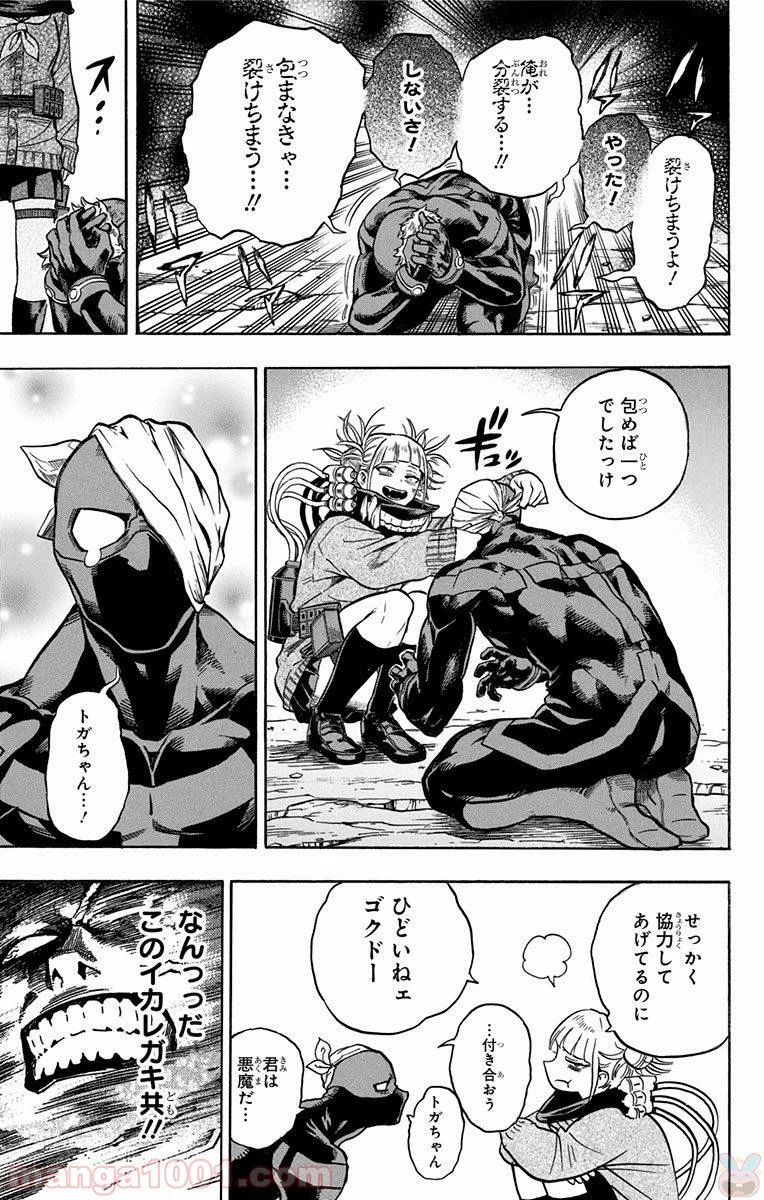 裂けちまうよ!
やった!
俺が…
分裂する…!!
しないさ!
包まなきゃ…
裂けちまう…!!
包めば一つ
でしたっけ
ギュッ
トガちゃん…!
せっかく
協力して
あげてるのに
ひどいねェ
ゴクドー
…付き合おう
トガちゃん
君は
悪魔だ…
なんっっだ
このイカレガキ共!!
manga1001.com